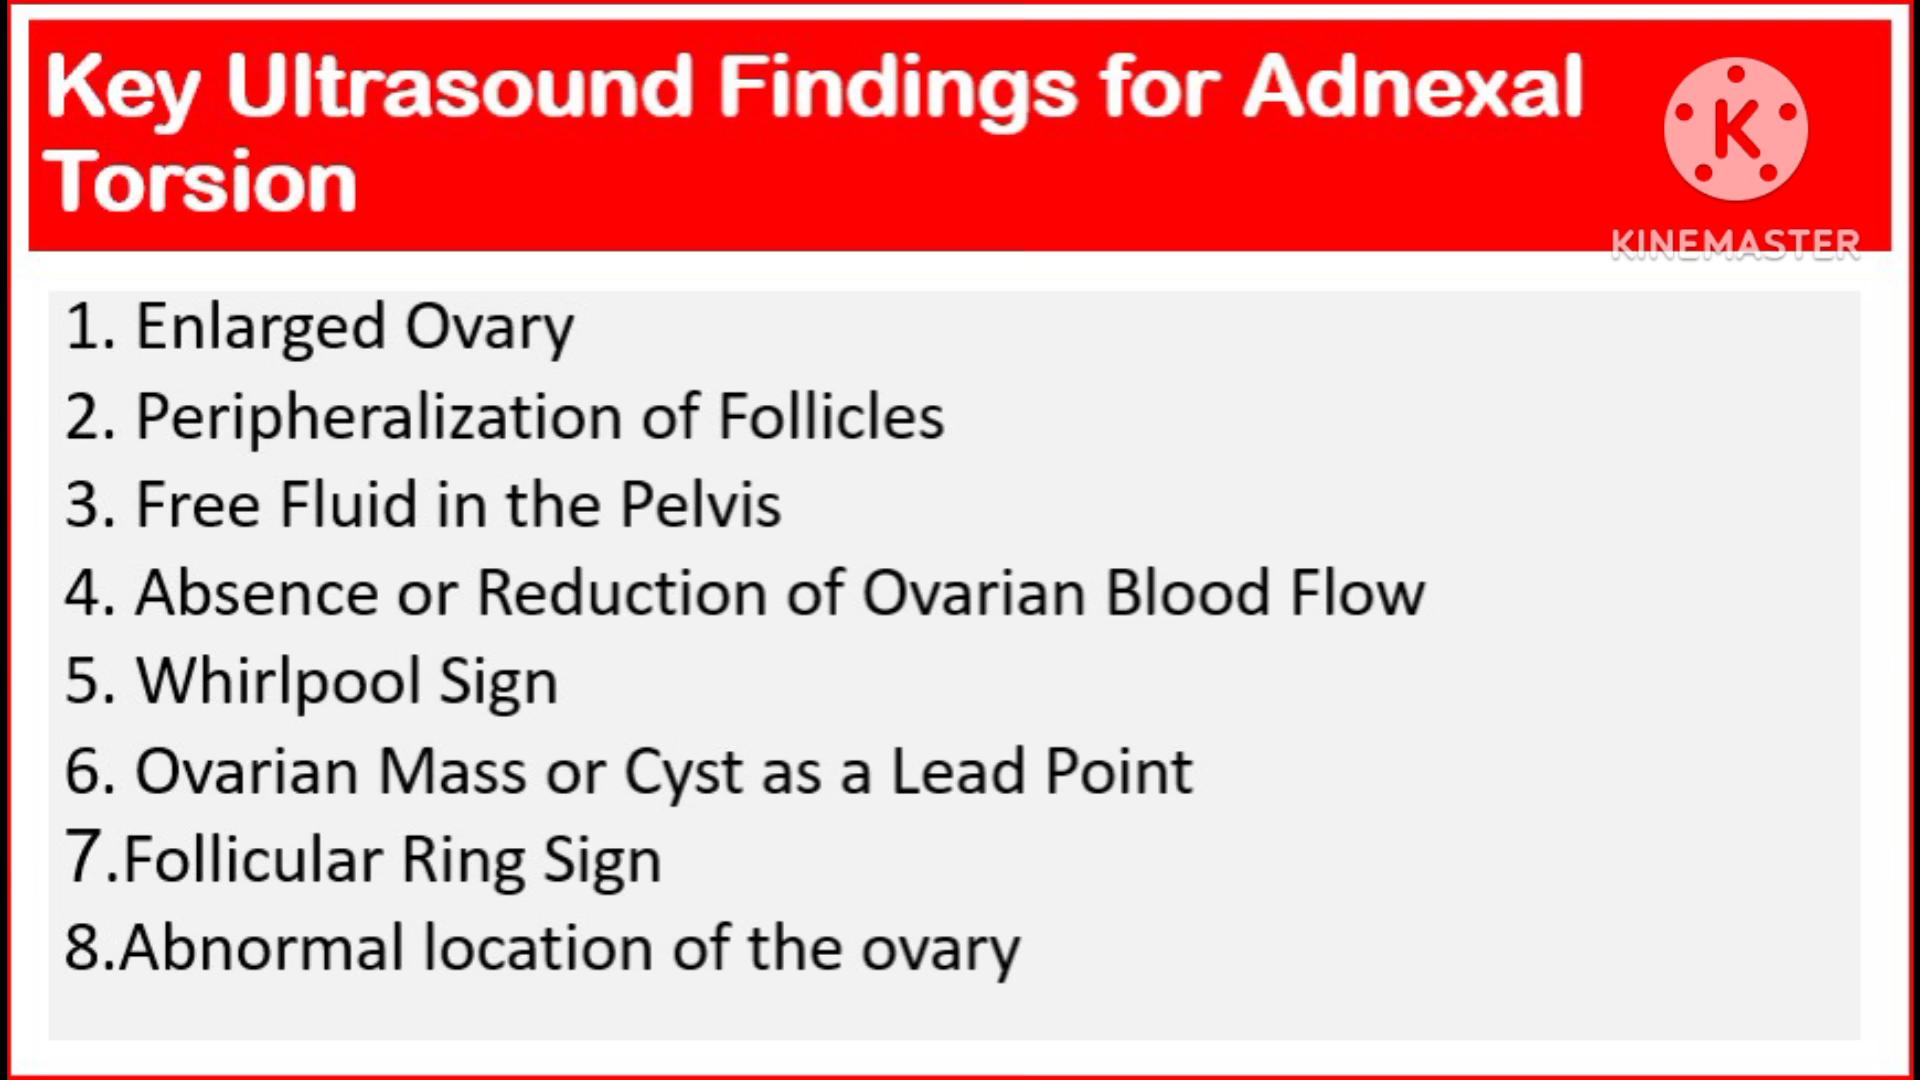 Key Ultrasound Findings for Adnexal
Torsion
K
KINEMASTER
1. Enlarged Ovary
2. Peripheralization of Follicles
3. Free Fluid in the Pelvis
4. Absence or Reduction of Ovarian Blood Flow
5. Whirlpool Sign
6. Ovarian Mass or Cyst as a Lead Point
7.Follicular Ring Sign
8.Abnormal location of the ovary